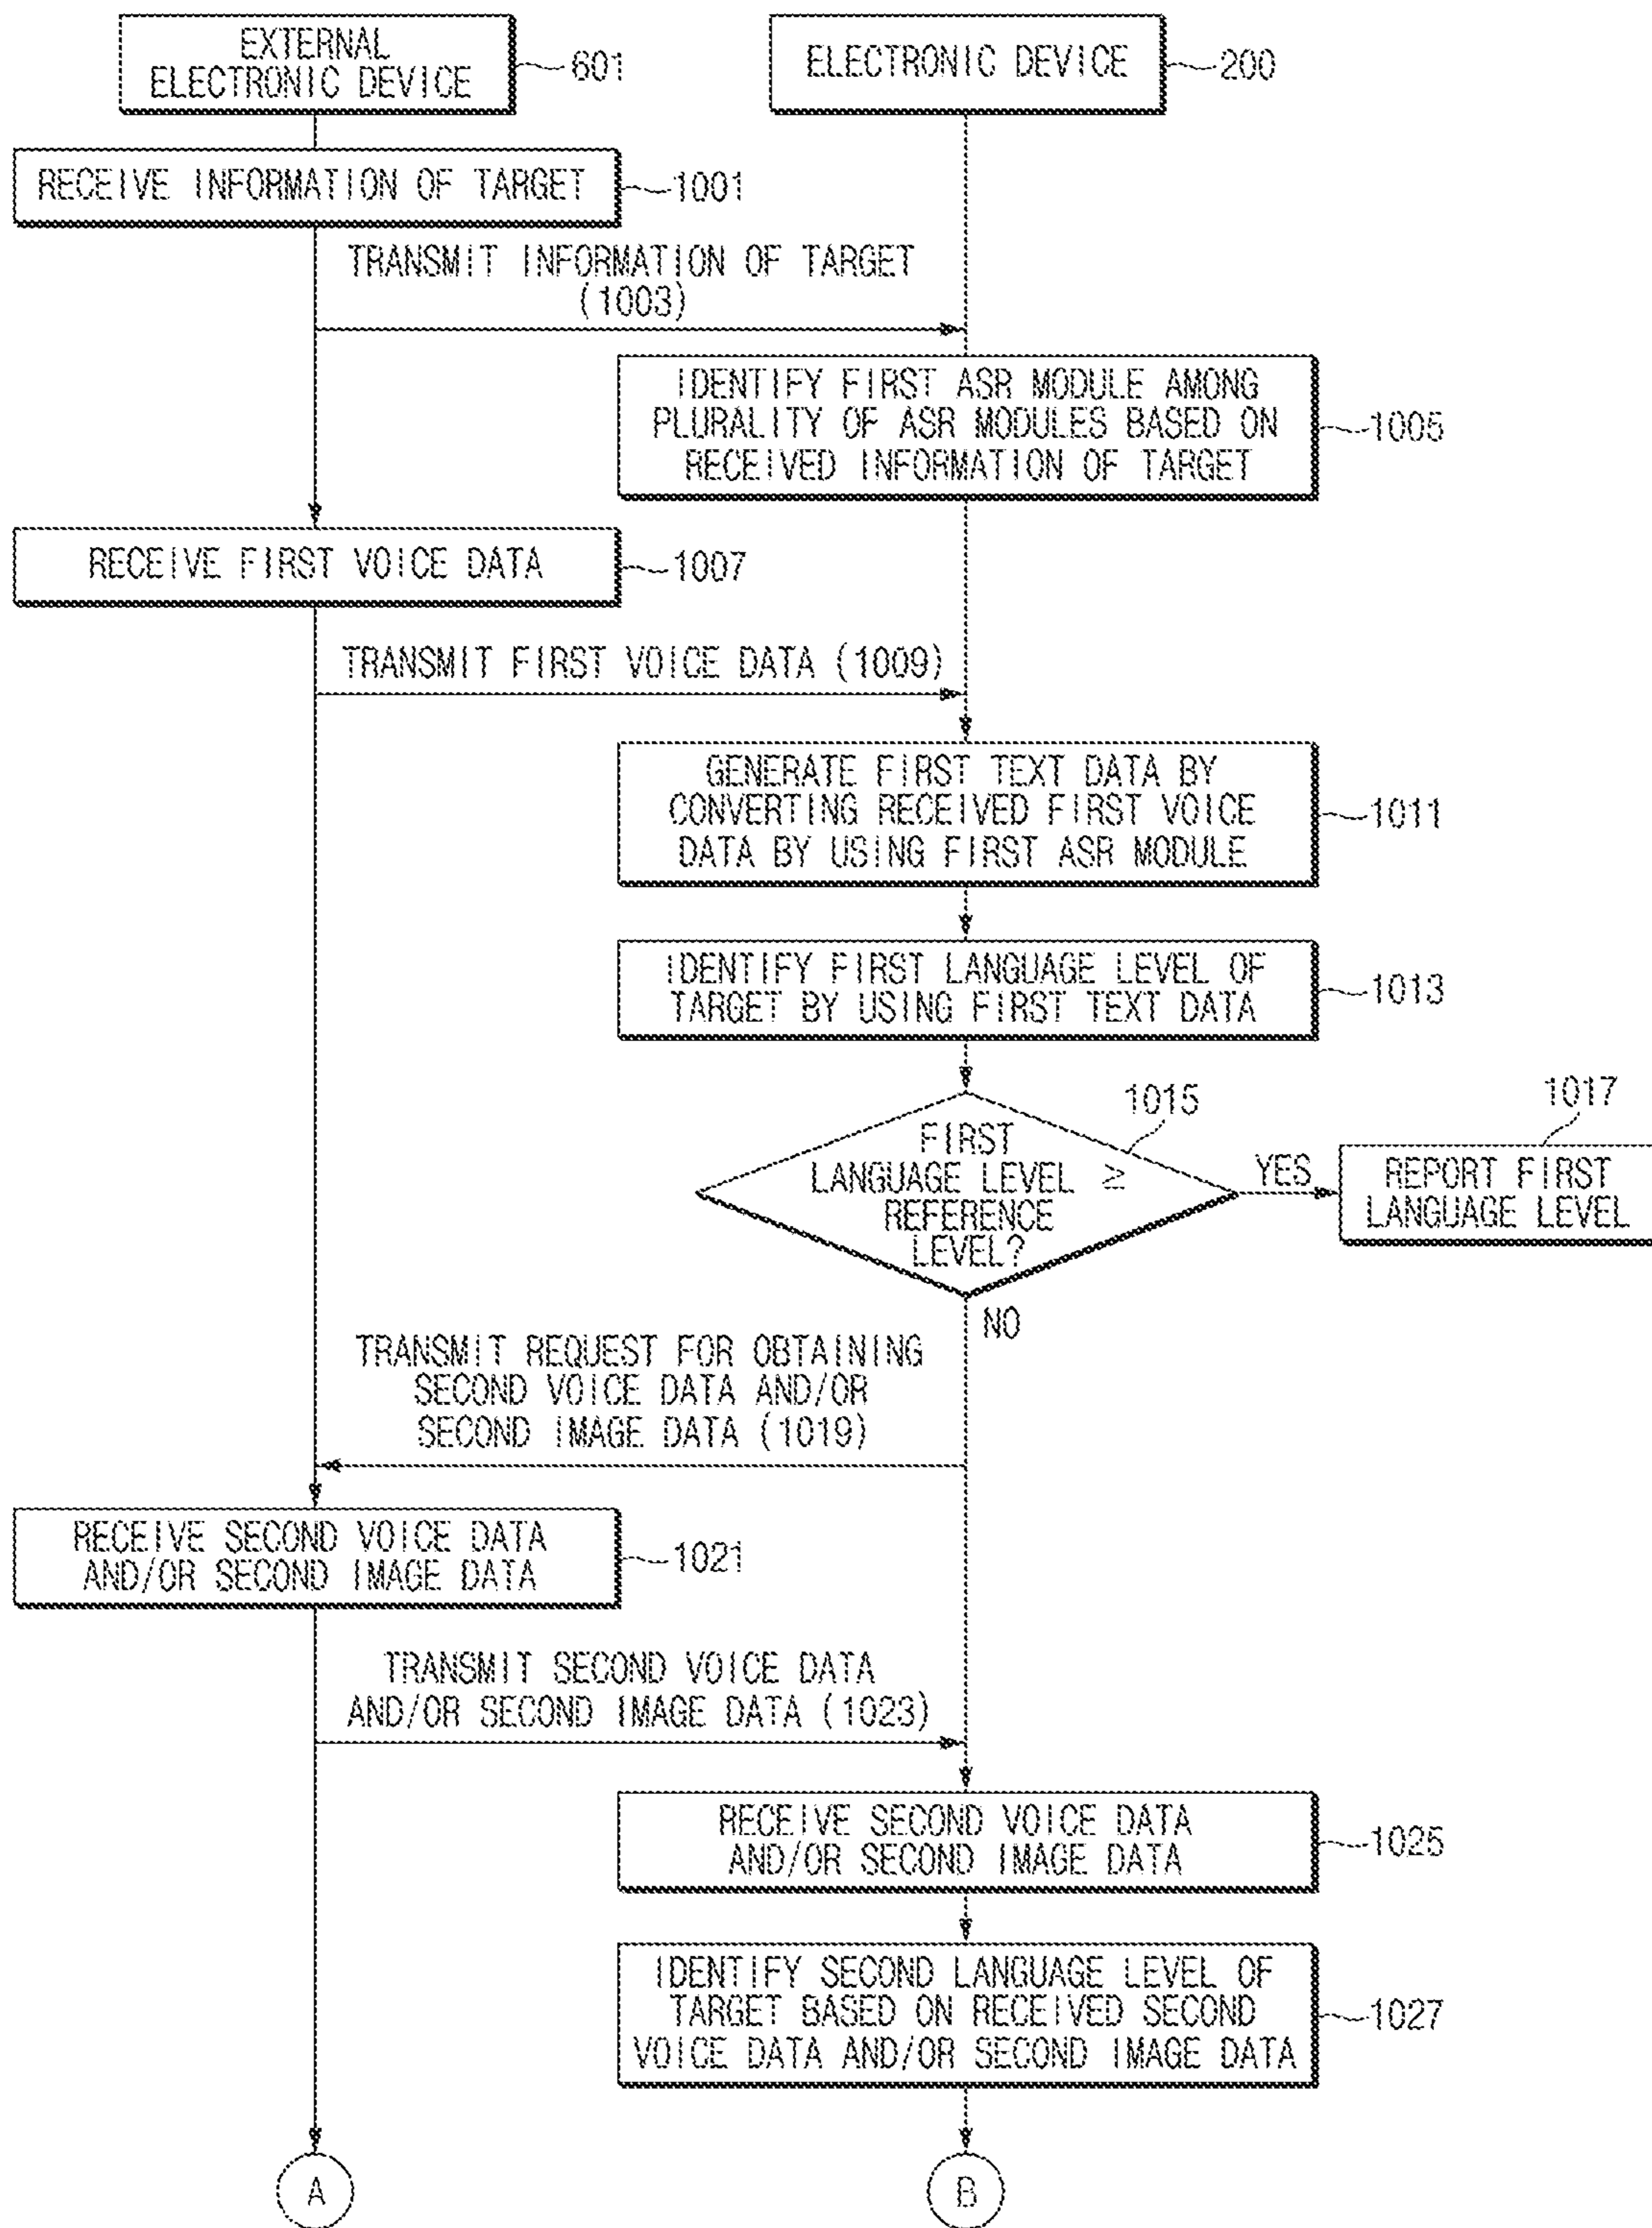 EXTERNAL
ELECTRONIC DEVICE
601
ELECTRONIC DEVICE
200
RECEIVE INFORMATION OF TARGET
1001
TRANSMIT INFORMATION OF TARGET
(1003)
IDENTIFY FIRST ASR MODULE AMONG
PLURALITY OF ASR MODULES BASED ON
RECEIVED INFORMATION OF TARGET
1005
RECEIVE FIRST VOICE DATA
1007
TRANSMIT FIRST VOICE DATA (1009)
GENERATE FIRST TEXT DATA BY
CONVERTING RECEIVED FIRST VOICE
DATA BY USING FIRST ASR MODULE
1011
IDENTIFY FIRST LANGUAGE LEVEL OF
TARGET BY USING FIRST TEXT DATA
1013
1015
FIRST
LANGUAGE LEVEL ≥
REFERENCE
LEVEL?
YES
1017
REPORT FIRST
LANGUAGE LEVEL
NO
TRANSMIT REQUEST FOR OBTAINING
SECOND VOICE DATA AND/OR
SECOND IMAGE DATA (1019)
RECEIVE SECOND VOICE DATA
AND/OR SECOND IMAGE DATA
1021
TRANSMIT SECOND VOICE DATA
AND/OR SECOND IMAGE DATA (1023)
RECEIVE SECOND VOICE DATA
AND/OR SECOND IMAGE DATA
1025
IDENTIFY SECOND LANGUAGE LEVEL OF
TARGET BASED ON RECEIVED SECOND
VOICE DATA AND/OR SECOND IMAGE DATA
1027
A
B